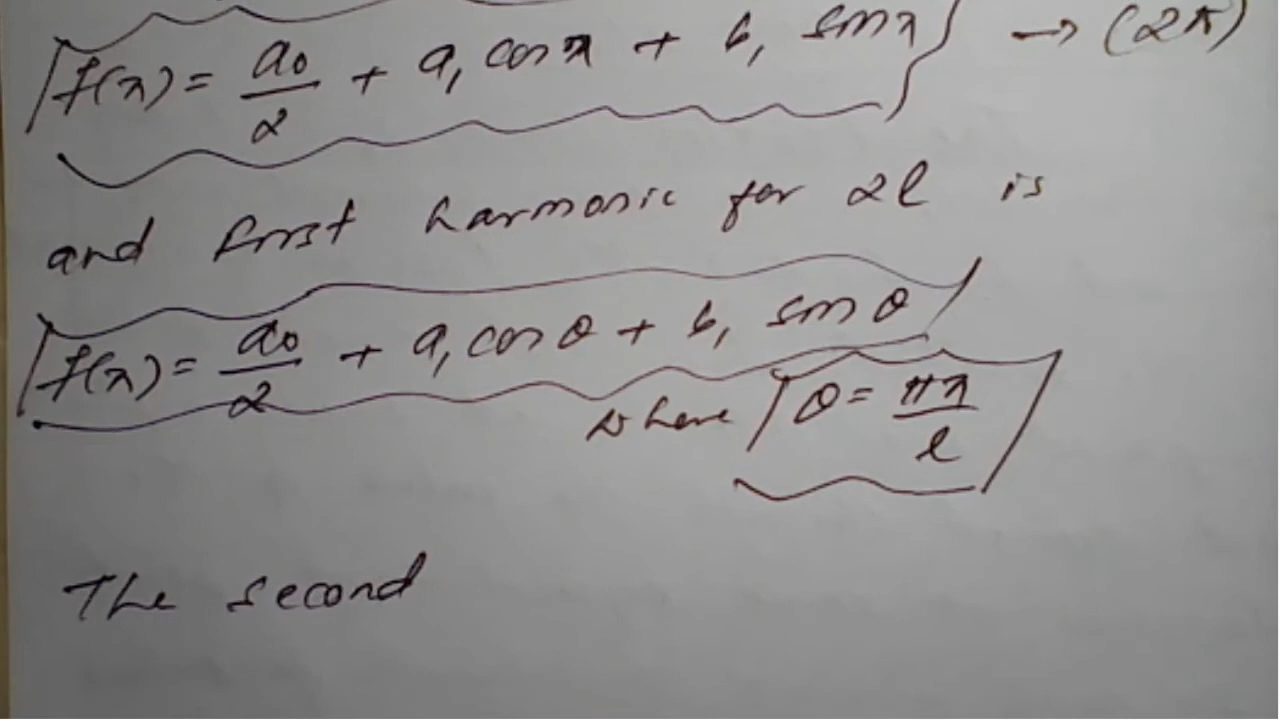 f(x) = a0/2 + a1 cos x + b1 sin x → (2π)
and first harmonic for 2l is
f(x) = a0/2 + a1 cos θ + b1 sin θ
where θ = πx/l
The second